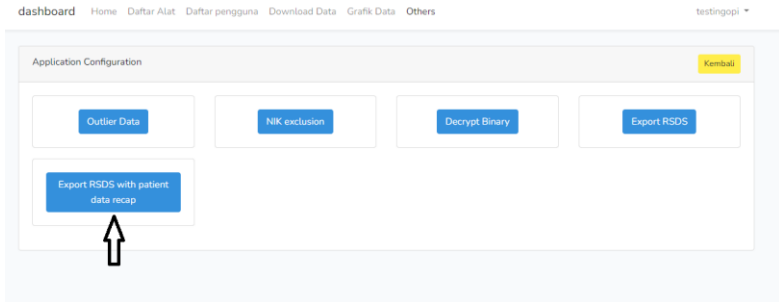 dashboard Home Daftar Alat Daftar pengguna Download Data Grafik Data Others testingopi
Application Configuration Kembali
Outlier Data NIK exclusion Decrypt Binary Export RSDS
Export RSDS with patient
data recap